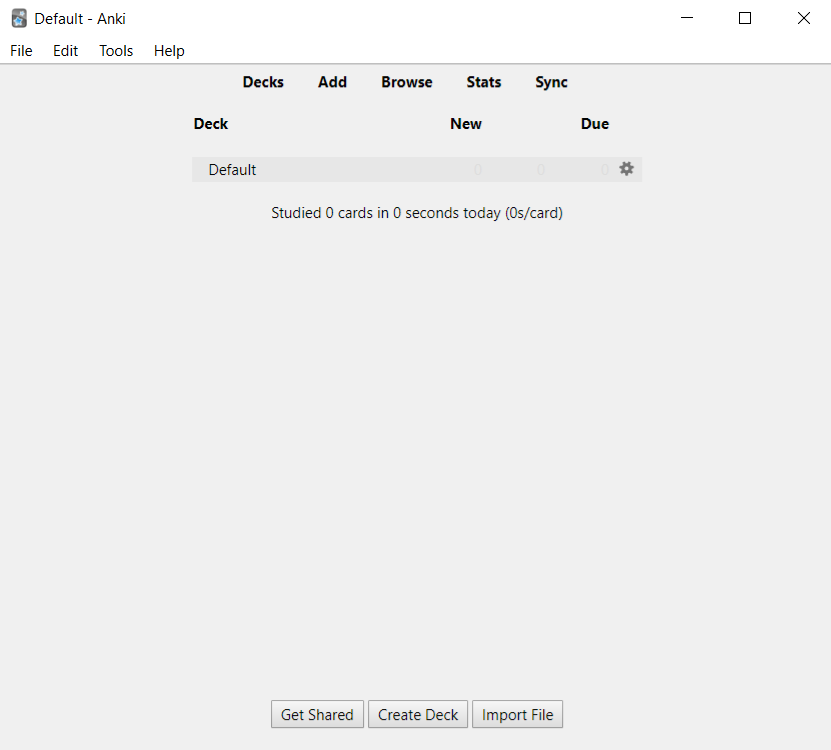 Default - Anki
File Edit Tools Help
Decks Add Browse Stats Sync
Deck New Due
Default 0 0 0
Studied 0 cards in 0 seconds today (0s/card)
Get Shared Create Deck Import File